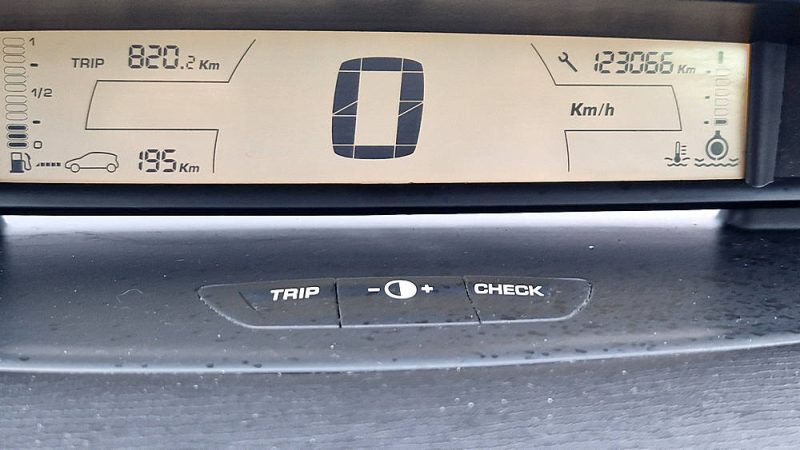 1
TRIP 820.2 Km
123066 Km
1/2
0
Km/h
0
195 Km
TRIP - + CHECK